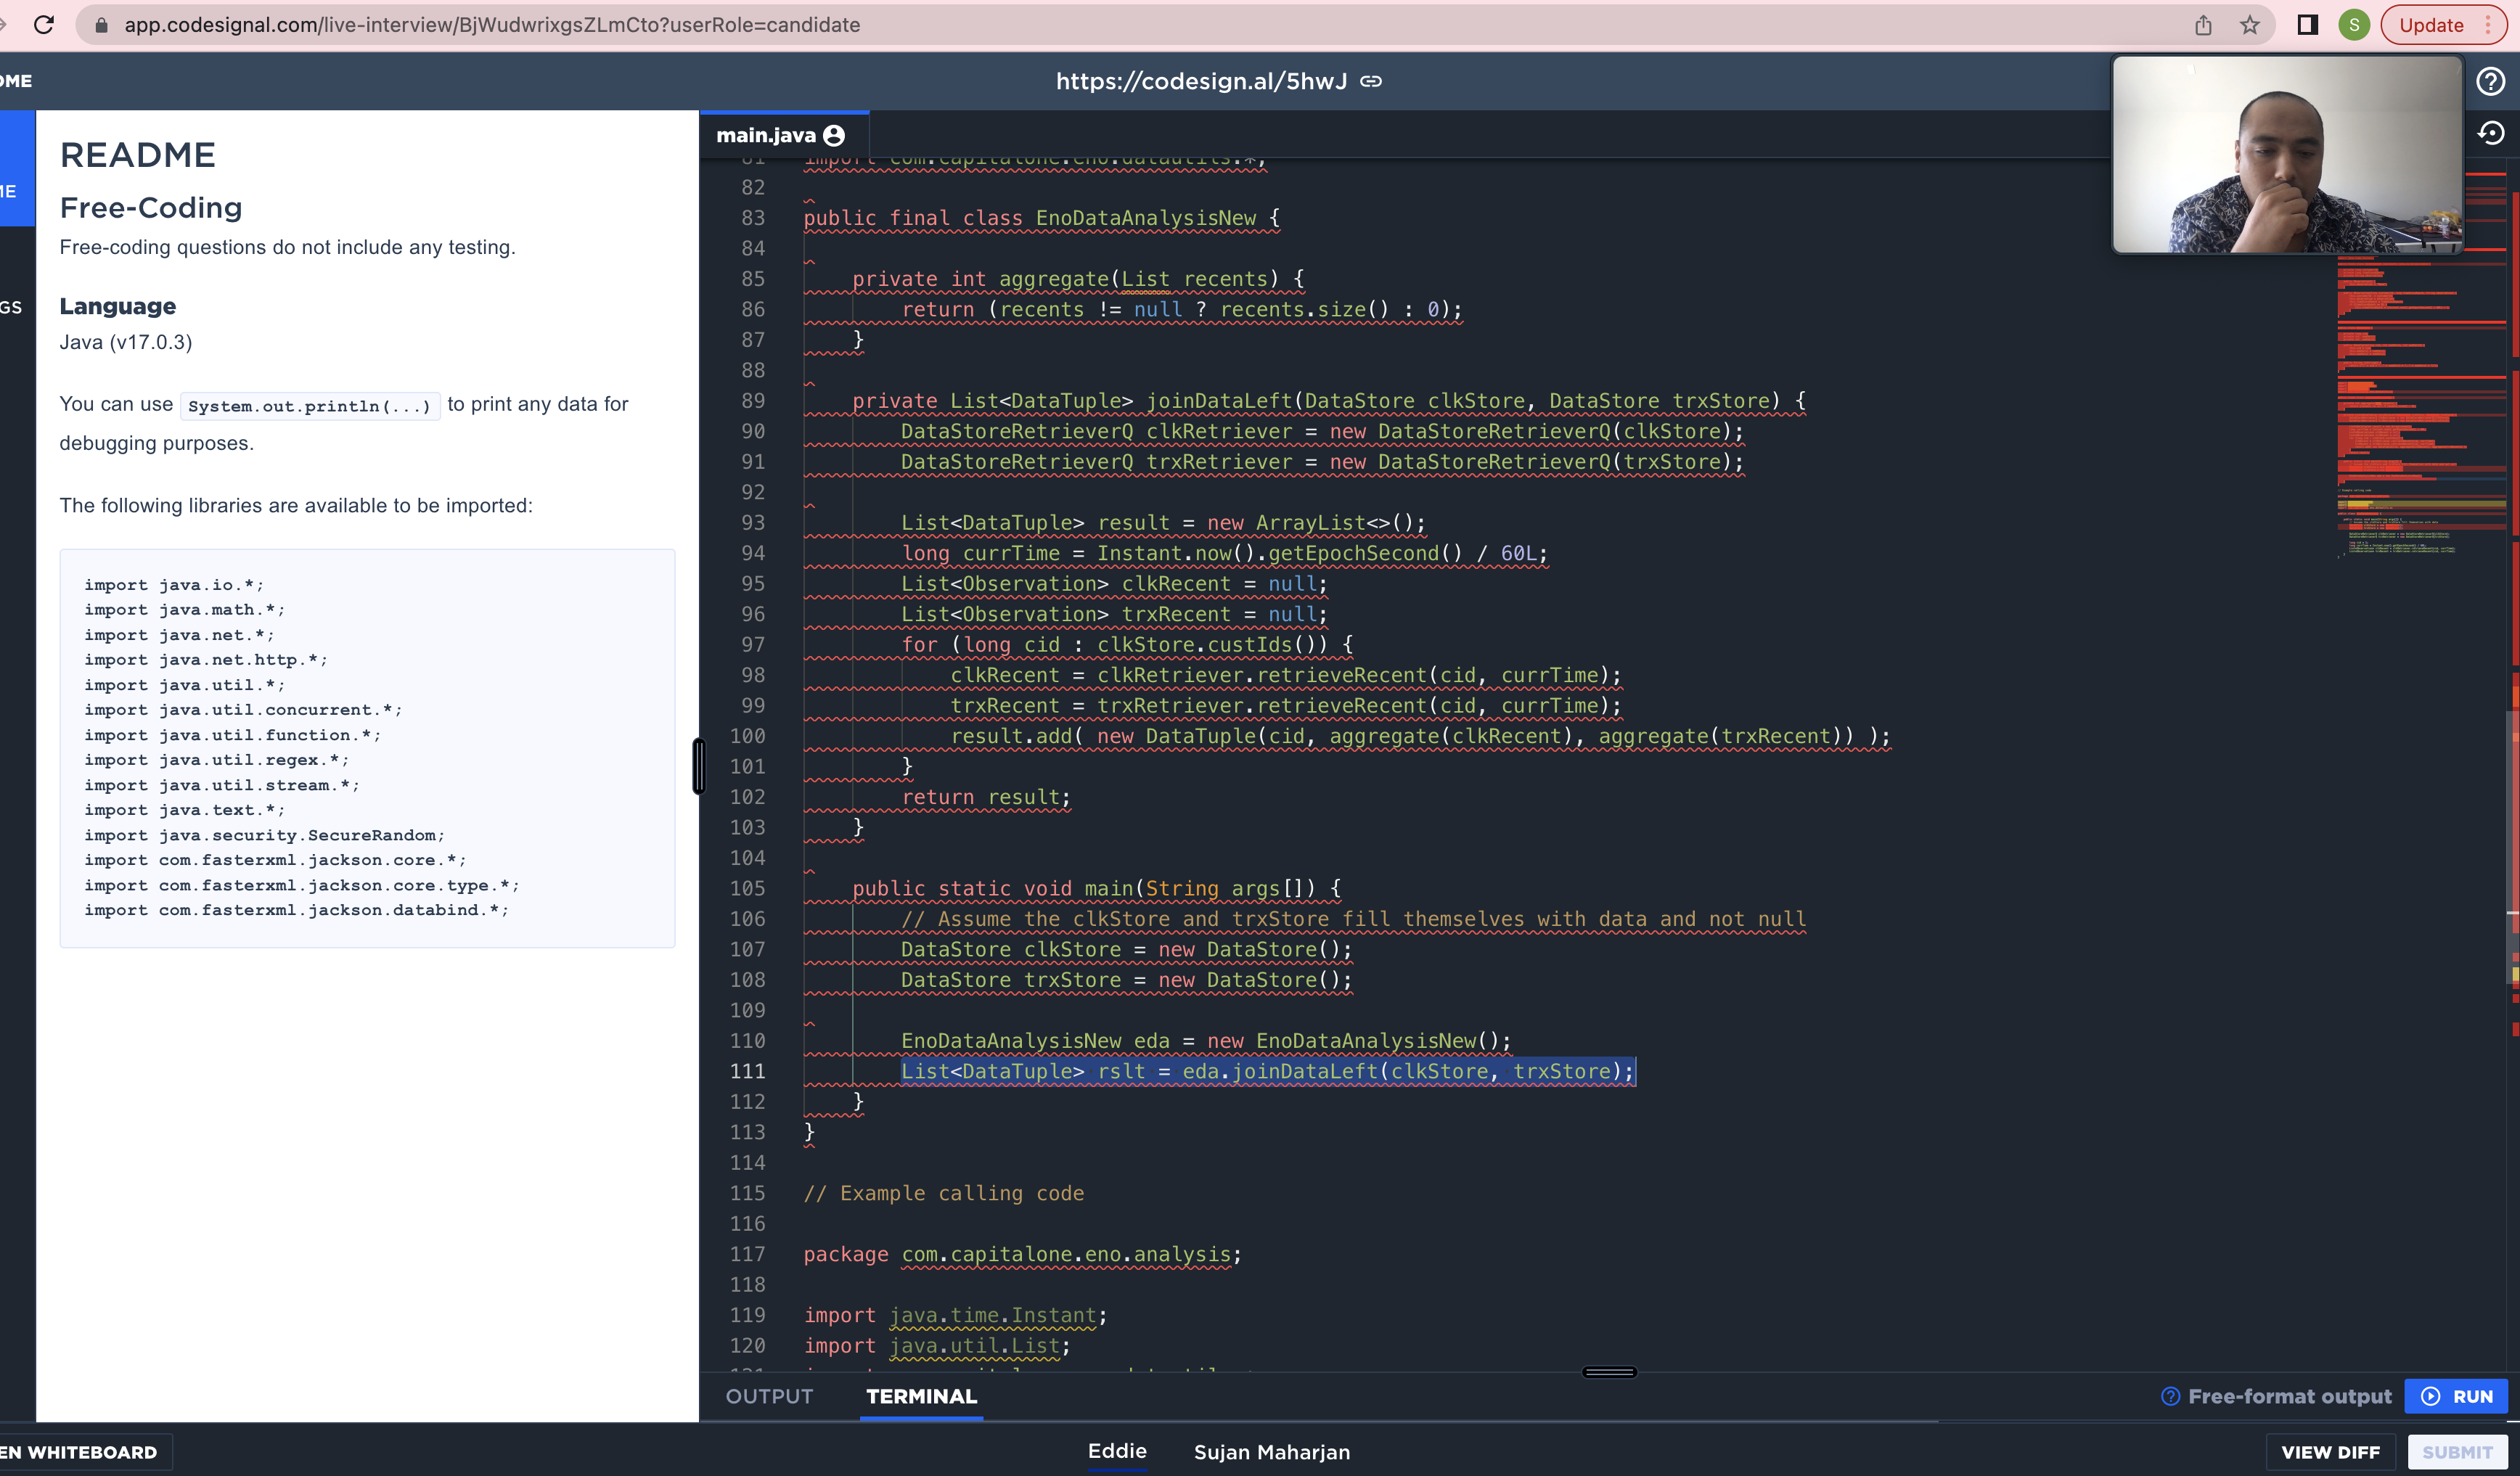 app.codesignal.com/live-interview/BjWudwrixgsZLmCto?userRole=candidate
S
Update
OME
https://codesign.al/5hwJ
ME
GS
README
Free-Coding
Free-coding questions do not include any testing.
Language
Java (v17.0.3)
You can use System.out.println(...) to print any data for
debugging purposes.
The following libraries are available to be imported:
import java.io.*;
import java.math.*;
import java.net.*;
import java.net.http.*;
import java.util.*;
import java.util.concurrent.*;
import java.util.function.*;
import java.util.regex.*;
import java.util.stream.*;
import java.text.*;
import java.security.SecureRandom;
import com.fasterxml.jackson.core.*;
import com.fasterxml.jackson.core.type.*;
import com.fasterxml.jackson.databind.*;
main.java
81 import com.capitalone.eno.datautils.*;
82
83 public final class EnoDataAnalysisNew {
84
85 private int aggregate(List recents) {
86 return (recents != null ? recents.size() : 0);
87 }
88
89 private List<DataTuple> joinDataLeft(DataStore clkStore, DataStore trxStore) {
90 DataStoreRetrieverQ clkRetriever = new DataStoreRetrieverQ(clkStore);
91 DataStoreRetrieverQ trxRetriever = new DataStoreRetrieverQ(trxStore);
92
93 List<DataTuple> result = new ArrayList<>();
94 long currTime = Instant.now().getEpochSecond() / 60L;
95 List<Observation> clkRecent = null;
96 List<Observation> trxRecent = null;
97 for (long cid : clkStore.custIds()) {
98 clkRecent = clkRetriever.retrieveRecent(cid, currTime);
99 trxRecent = trxRetriever.retrieveRecent(cid, currTime);
100 result.add( new DataTuple(cid, aggregate(clkRecent), aggregate(trxRecent)) );
101 }
102 return result;
103 }
104
105 public static void main(String args[]) {
106 // Assume the clkStore and trxStore fill themselves with data and not null
107 DataStore clkStore = new DataStore();
108 DataStore trxStore = new DataStore();
109
110 EnoDataAnalysisNew eda = new EnoDataAnalysisNew();
111 List<DataTuple> rslt = eda.joinDataLeft(clkStore, trxStore);
112 }
113 }
114
115 // Example calling code
116
117 package com.capitalone.eno.analysis;
118
119 import java.time.Instant;
120 import java.util.List;
OUTPUT TERMINAL
Free-format output
RUN
EN WHITEBOARD
Eddie Sujan Maharjan
VIEW DIFF
SUBMIT